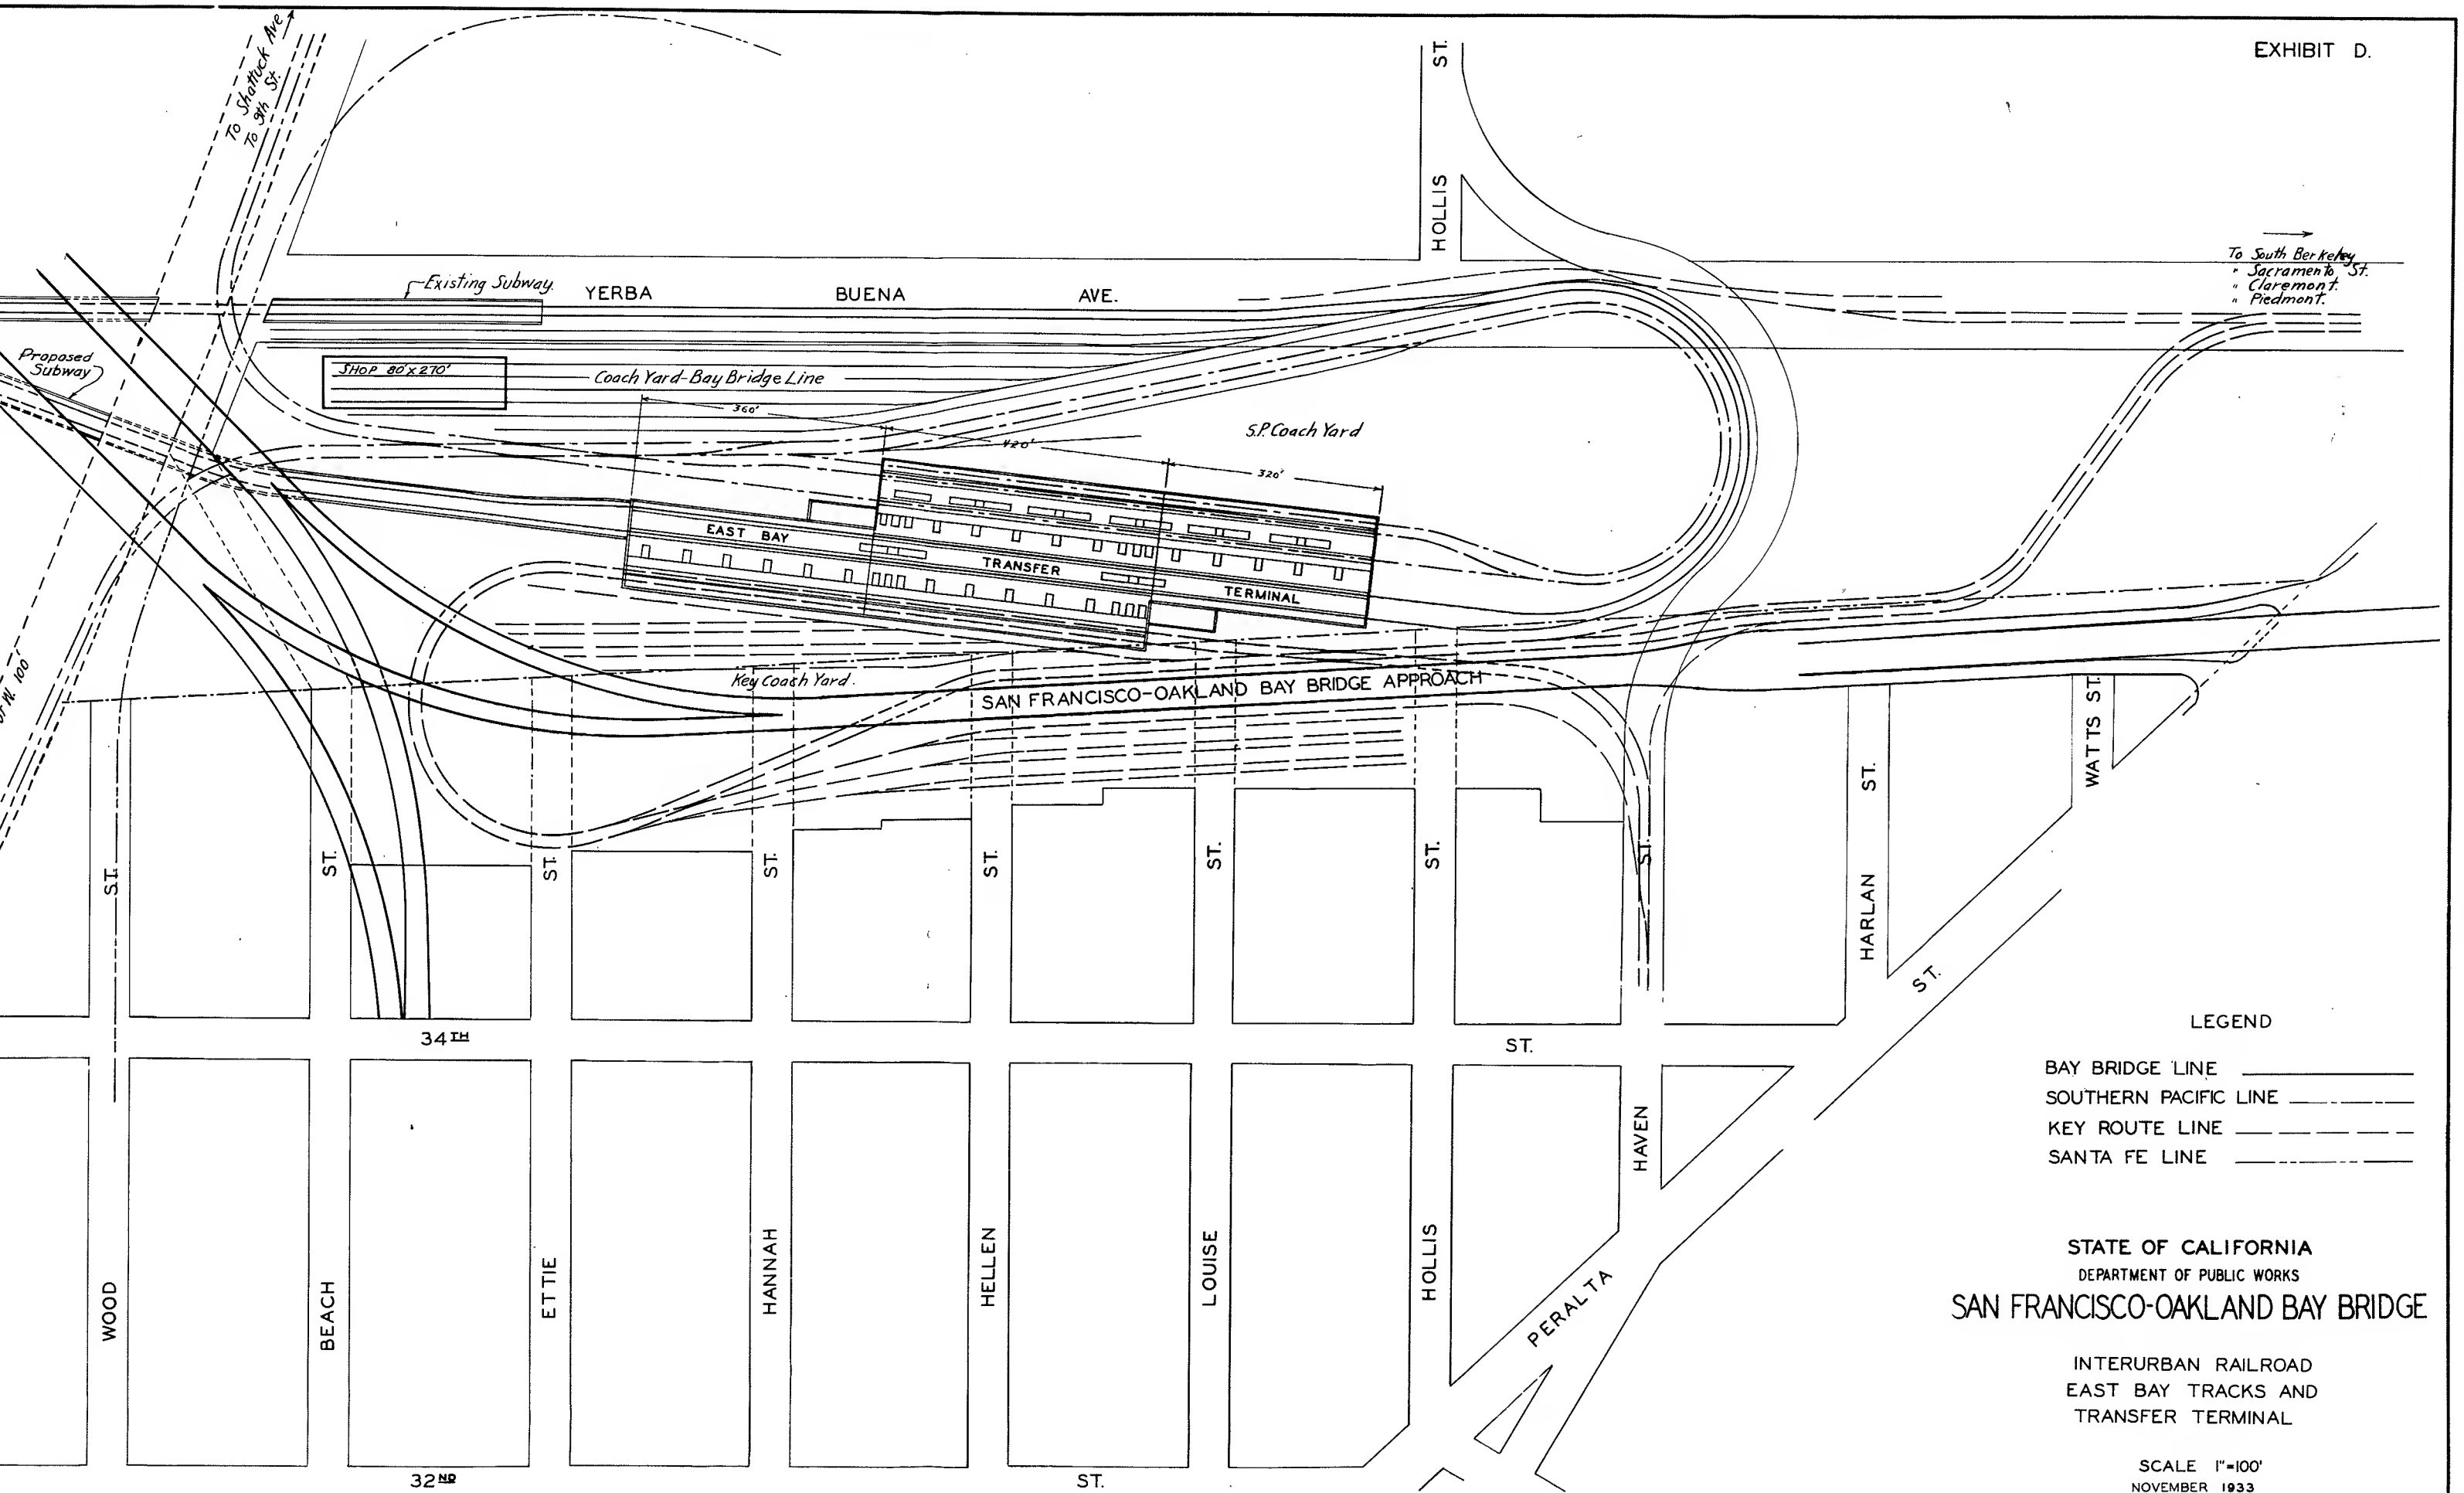 EXHIBIT D.
To Shattuck Ave
To 9th St.
HOLLIS ST.
To South Berkeley
" Sacramento St.
" Claremont.
" Piedmont.
Existing Subway.
YERBA BUENA AVE.
Proposed
Subway
SHOP 80'x270'
Coach Yard-Bay Bridge Line
360'
420'
320'
S.P. Coach Yard
EAST BAY TRANSFER TERMINAL
Key Coach Yard.
SAN FRANCISCO-OAKLAND BAY BRIDGE APPROACH
100'
WATTS ST.
HARLAN ST.
ST.
ST.
ST.
ST.
ST.
ST.
ST.
ST.
ST.
34TH ST.
WOOD
BEACH
ETTIE
HANNAH
HELLEN
LOUISE
HOLLIS
HAVEN
PERALTA
32ND ST.
LEGEND
BAY BRIDGE LINE
SOUTHERN PACIFIC LINE
KEY ROUTE LINE
SANTA FE LINE
STATE OF CALIFORNIA
DEPARTMENT OF PUBLIC WORKS
SAN FRANCISCO-OAKLAND BAY BRIDGE
INTERURBAN RAILROAD
EAST BAY TRACKS AND
TRANSFER TERMINAL
SCALE 1"=100'
NOVEMBER 1933